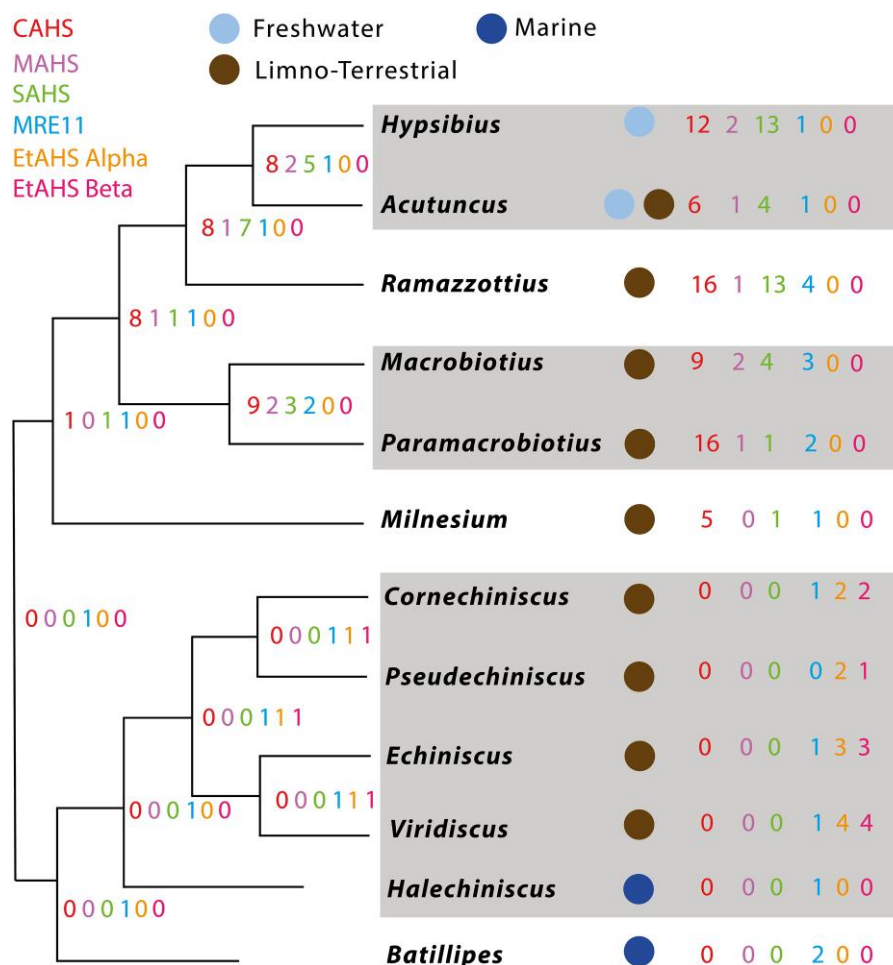 CAHS
MAHS
SAHS
MRE11
EtAHS Alpha
EtAHS Beta
Freshwater
Marine
Limno-Terrestrial
Hypsibius 12 2 13 1 0 0
8 2 5 1 0 0
Acutuncus 6 1 4 1 0 0
8 1 7 1 0 0
Ramazzottius 16 1 13 4 0 0
8 1 1 1 0 0
Macrobiotius 9 2 4 3 0 0
9 2 3 2 0 0
1 0 1 1 0 0
Paramacrobiotius 16 1 1 2 0 0
Milnesium 5 0 1 1 0 0
Cornechiniscus 0 0 0 1 2 2
0 0 0 1 0 0
0 0 0 1 1 1
Pseudechiniscus 0 0 0 0 2 1
0 0 0 1 1 1
Echiniscus 0 0 0 1 3 3
0 0 0 1 1 1
0 0 0 1 0 0
Viridiscus 0 0 0 1 4 4
Halechiniscus 0 0 0 1 0 0
0 0 0 1 0 0
Batillipes 0 0 0 2 0 0